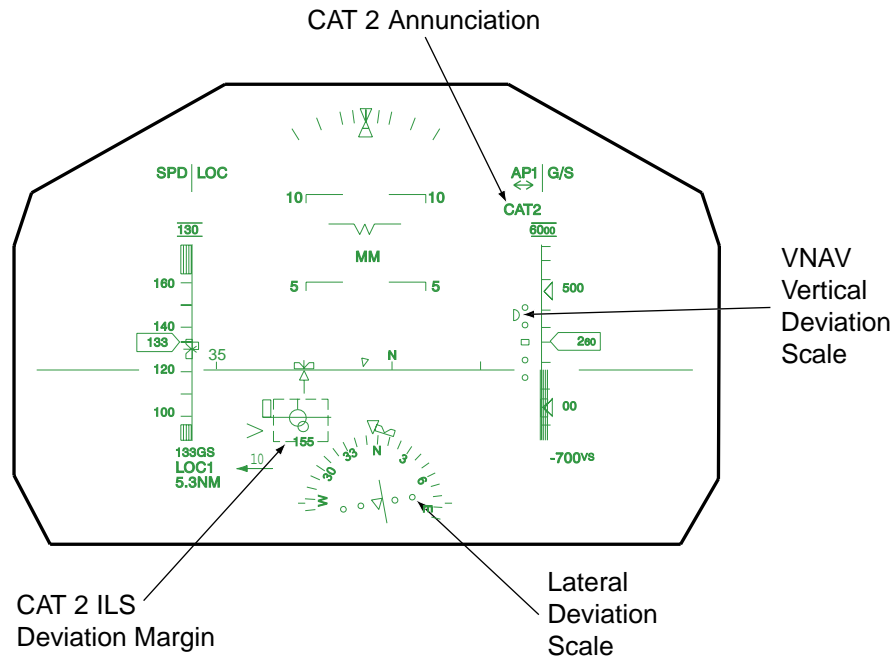 CAT 2 Annunciation
SPD LOC
AP1 G/S
10 10
CAT2
130
6000
MM
VNAV
Vertical
Deviation
Scale
160
5 5
500
140
133
35
N
260
120
100
155
00
133GS
LOC1
5.3NM
10
W 30 33 N 3 6 E
-700VS
CAT 2 ILS
Deviation Margin
Lateral
Deviation
Scale